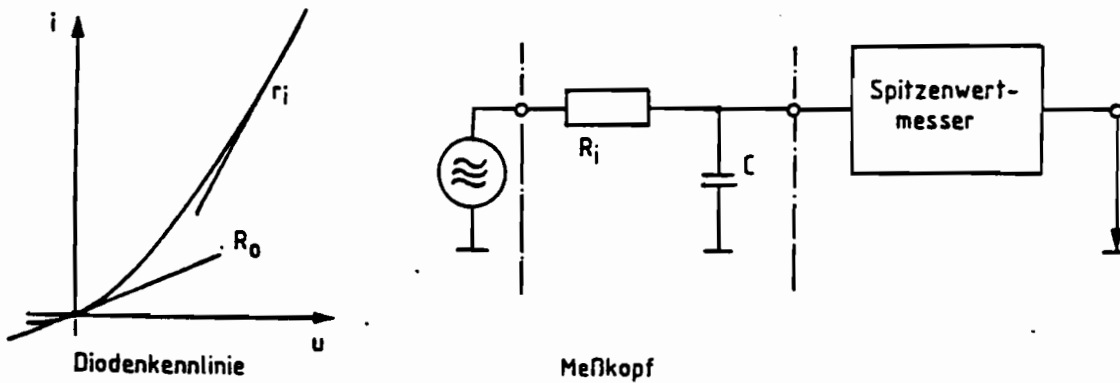 i
r_i
R_0
u
Diodenkennlinie
R_i
C
Spitzenwert-
messer
Meßkopf